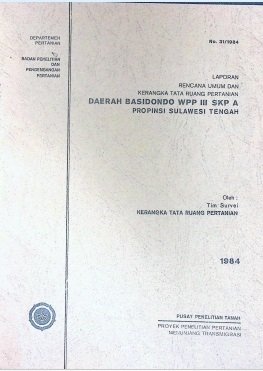 DEPARTEMEN
PERTANIAN
BADAN PENELITIAN
DAN
PENGEMBANGAN
PERTANIAN
No. 31/1984
LAPORAN
RENCANA UMUM DAN
KERANGKA TATA RUANG PERTANIAN
DAERAH BASIDONDO WPP III SKP A
PROPINSI SULAWESI TENGAH
Oleh :
Tim Survei
KERANGKA TATA RUANG PERTANIAN
1984
PUSAT PENELITIAN TANAH
PROYEK PENELITIAN PERTANIAN
MENUNJANG TRANSMIGRASI